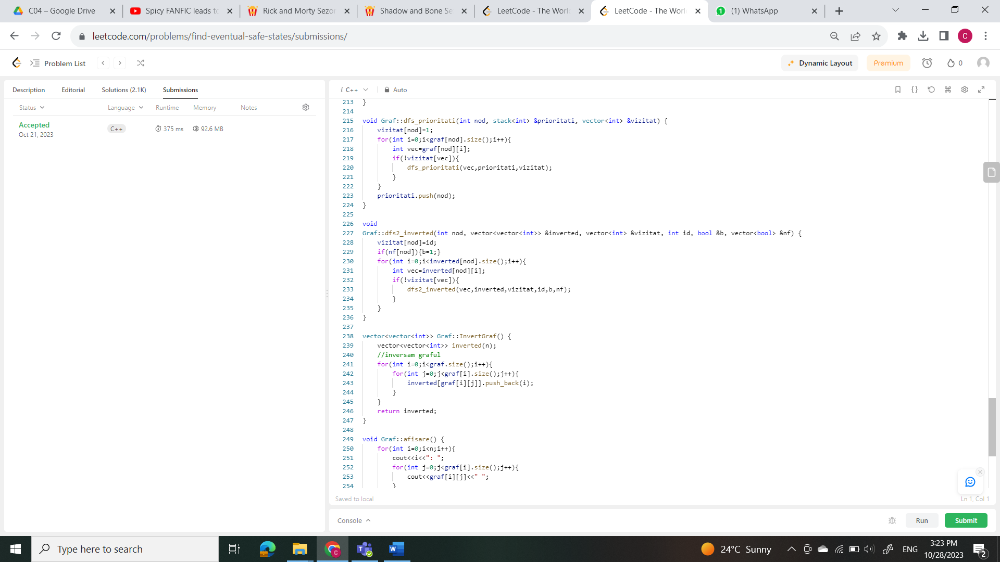 C04 – Google Drive
Spicy FANFIC leads to
Rick and Morty Sezon
Shadow and Bone Se
LeetCode - The World
LeetCode - The World
(1) WhatsApp
leetcode.com/problems/find-eventual-safe-states/submissions/
C
Problem List
Dynamic Layout
Premium
0
Description
Editorial
Solutions (2.1K)
Submissions
Status
Language
Runtime
Memory
Notes
Accepted
Oct 21, 2023
C++
375 ms
92.6 MB
i C++
Auto
213 }
214
215 void Graf::dfs_prioritati(int nod, stack<int> &prioritati, vector<int> &vizitat) {
216 vizitat[nod]=1;
217 for(int i=0;i<graf[nod].size();i++){
218 int vec=graf[nod][i];
219 if(!vizitat[vec]){
220 dfs_prioritati(vec,prioritati,vizitat);
221 }
222 }
223 prioritati.push(nod);
224 }
225
226 void
227 Graf::dfs2_inverted(int nod, vector<vector<int>> &inverted, vector<int> &vizitat, int id, bool &b, vector<bool> &nf) {
228 vizitat[nod]=id;
229 if(nf[nod]){b=1;}
230 for(int i=0;i<inverted[nod].size();i++){
231 int vec=inverted[nod][i];
232 if(!vizitat[vec]){
233 dfs2_inverted(vec,inverted,vizitat,id,b,nf);
234 }
235 }
236 }
237
238 vector<vector<int>> Graf::InvertGraf() {
239 vector<vector<int>> inverted(n);
240 //inversam graful
241 for(int i=0;i<graf.size();i++){
242 for(int j=0;j<graf[i].size();j++){
243 inverted[graf[i][j]].push_back(i);
244 }
245 }
246 return inverted;
247 }
248
249 void Graf::afisare() {
250 for(int i=0;i<n;i++){
251 cout<<i<<": ";
252 for(int j=0;j<graf[i].size();j++){
253 cout<<graf[i][j]<<" ";
254 }
Saved to local
Ln 1, Col 1
Console
Run
Submit
Type here to search
24°C Sunny
ENG
3:23 PM
10/28/2023
2